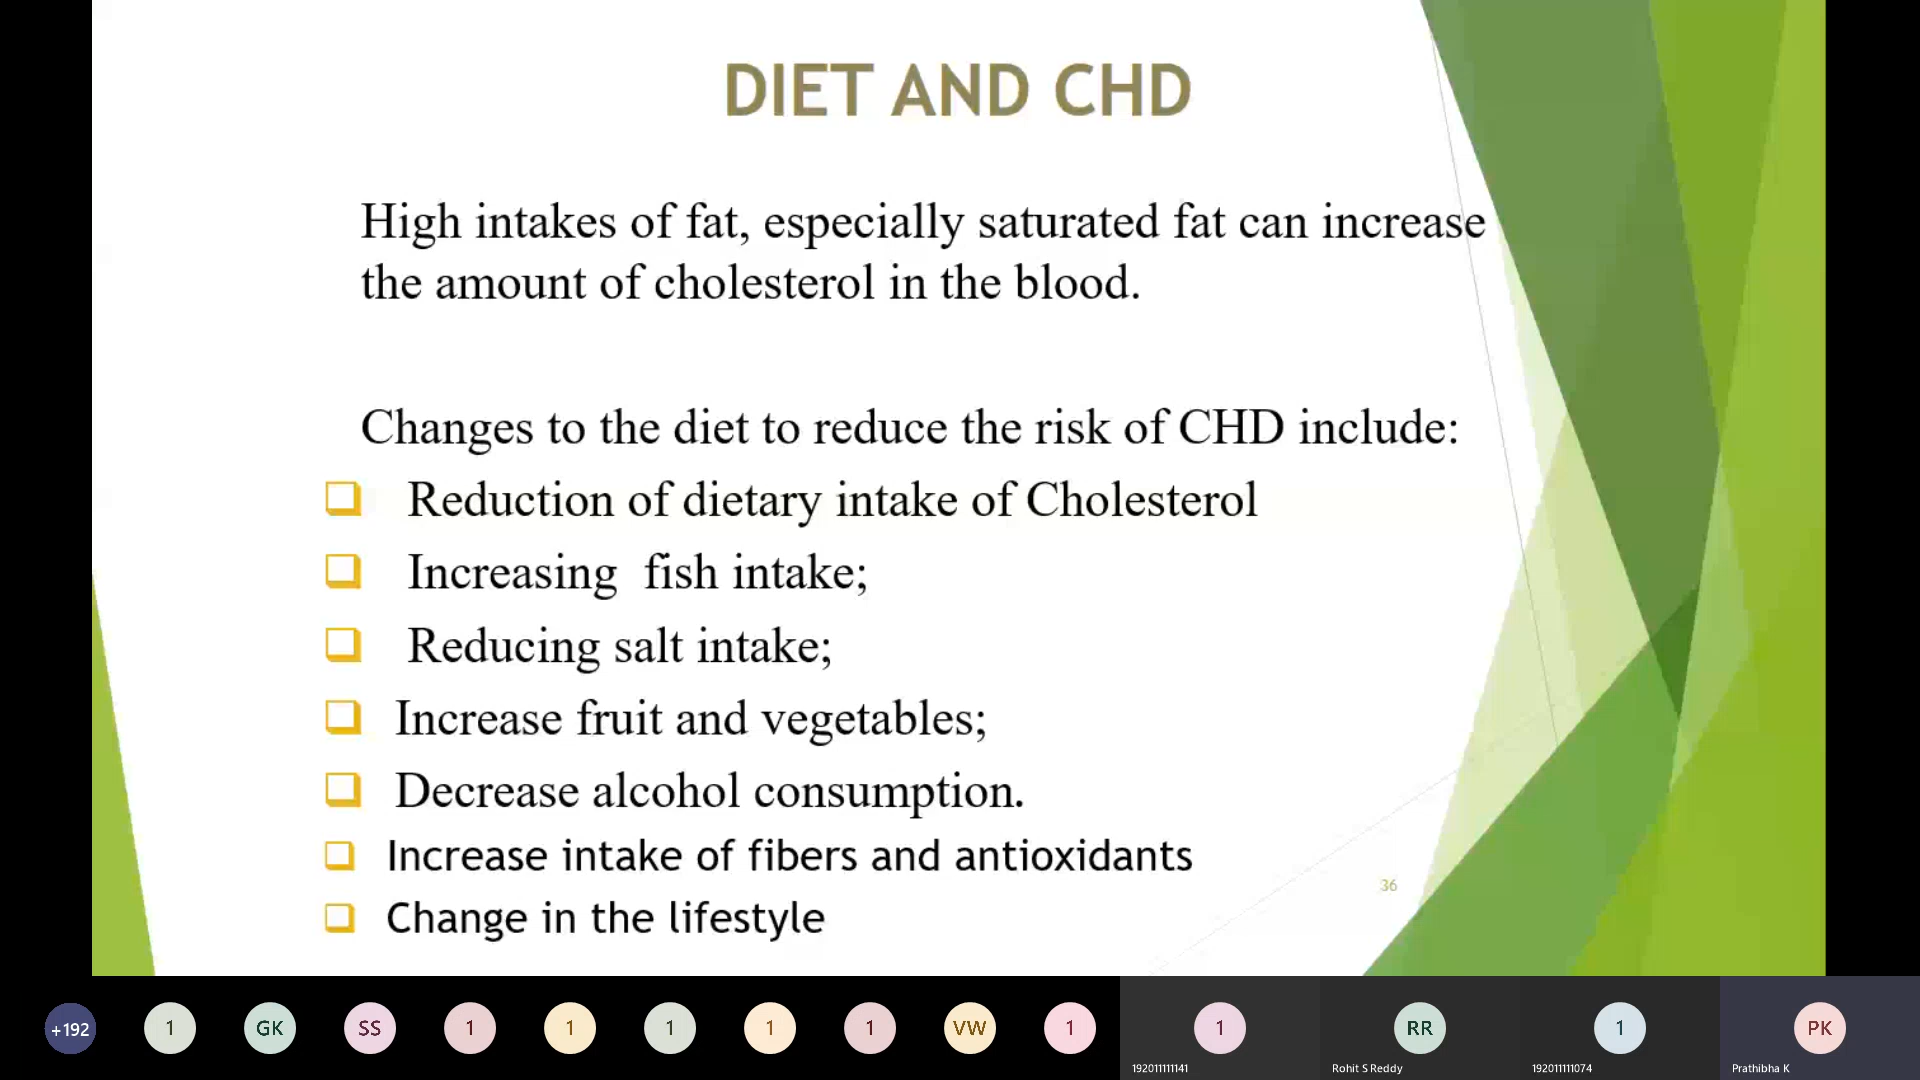 DIET AND CHD
High intakes of fat, especially saturated fat can increase
the amount of cholesterol in the blood.
Changes to the diet to reduce the risk of CHD include:
Reduction of dietary intake of Cholesterol
Increasing fish intake;
Reducing salt intake;
Increase fruit and vegetables;
Decrease alcohol consumption.
Increase intake of fibers and antioxidants
36
Change in the lifestyle
+192 1 GK SS 1 1 1 1 1 VW 1 1 RR 1 PK
192011111141 Rohit S Reddy 192011111074 Prathibha K